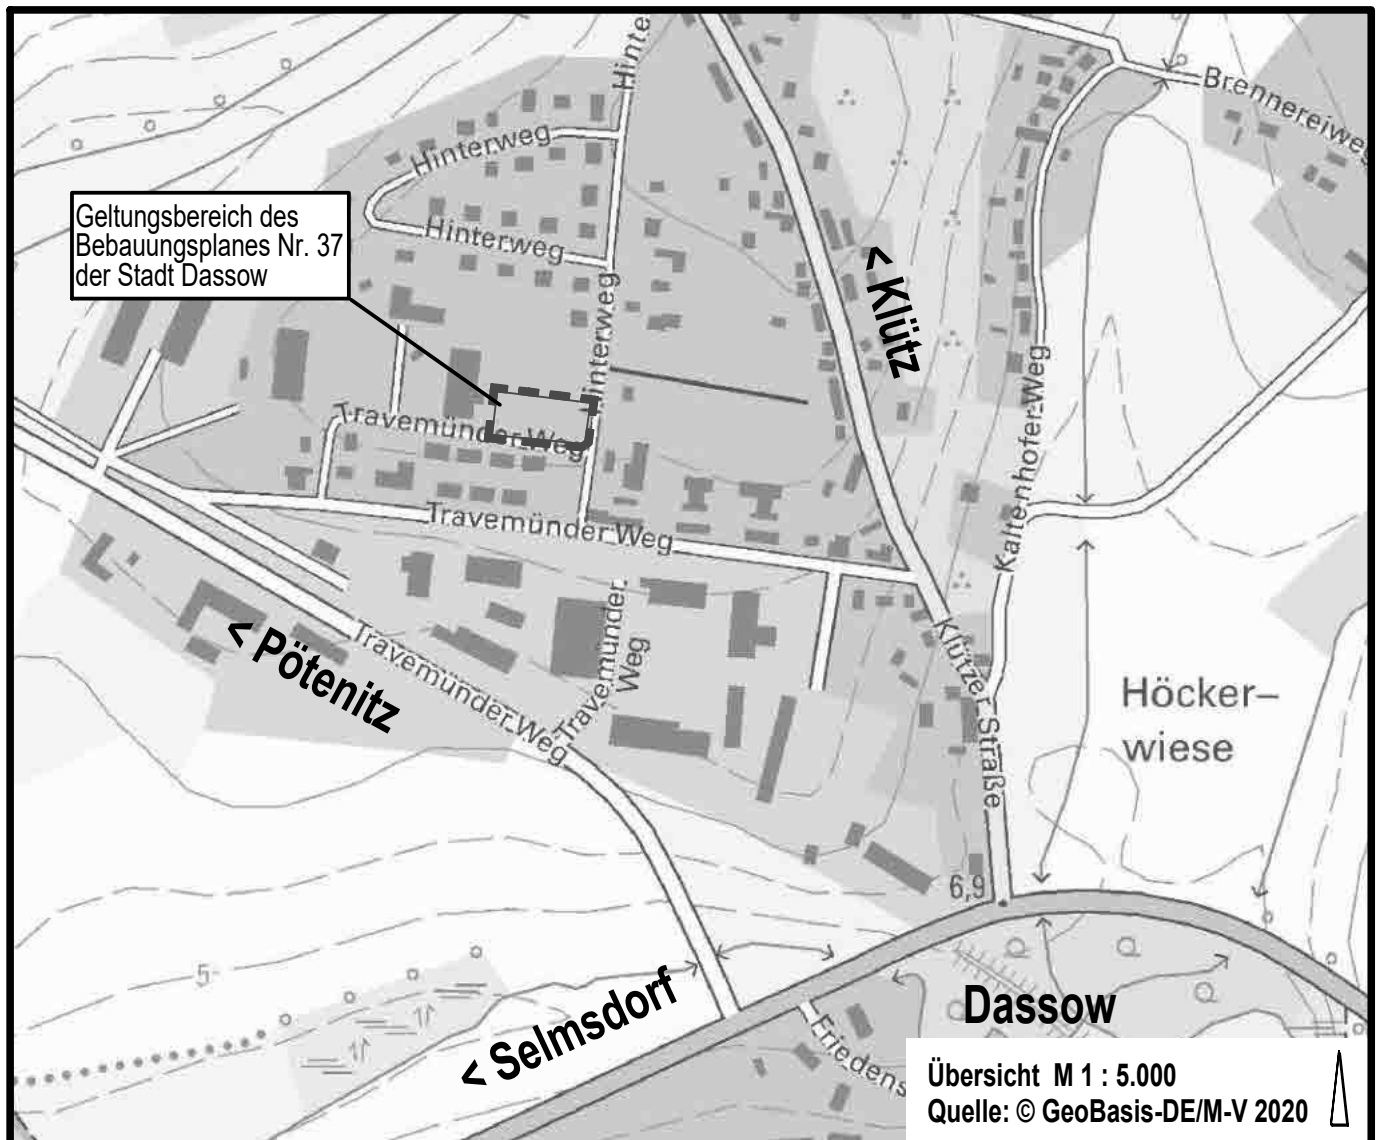 Hinte
Brennereiweg
Hinterweg
Geltungsbereich des
Bebauungsplanes Nr. 37
der Stadt Dassow
Hinterweg
< Klütz
Hinterweg
Kaltenhofer Weg
Travemünder Weg
Travemünder Weg
Travemünder
Weg
< Pötenitz
Travemünder Weg
Klützer Straße
Höcker–
wiese
6,9
5
< Selmsdorf
Dassow
Friedens
Übersicht M 1 : 5.000
Quelle: © GeoBasis-DE/M-V 2020